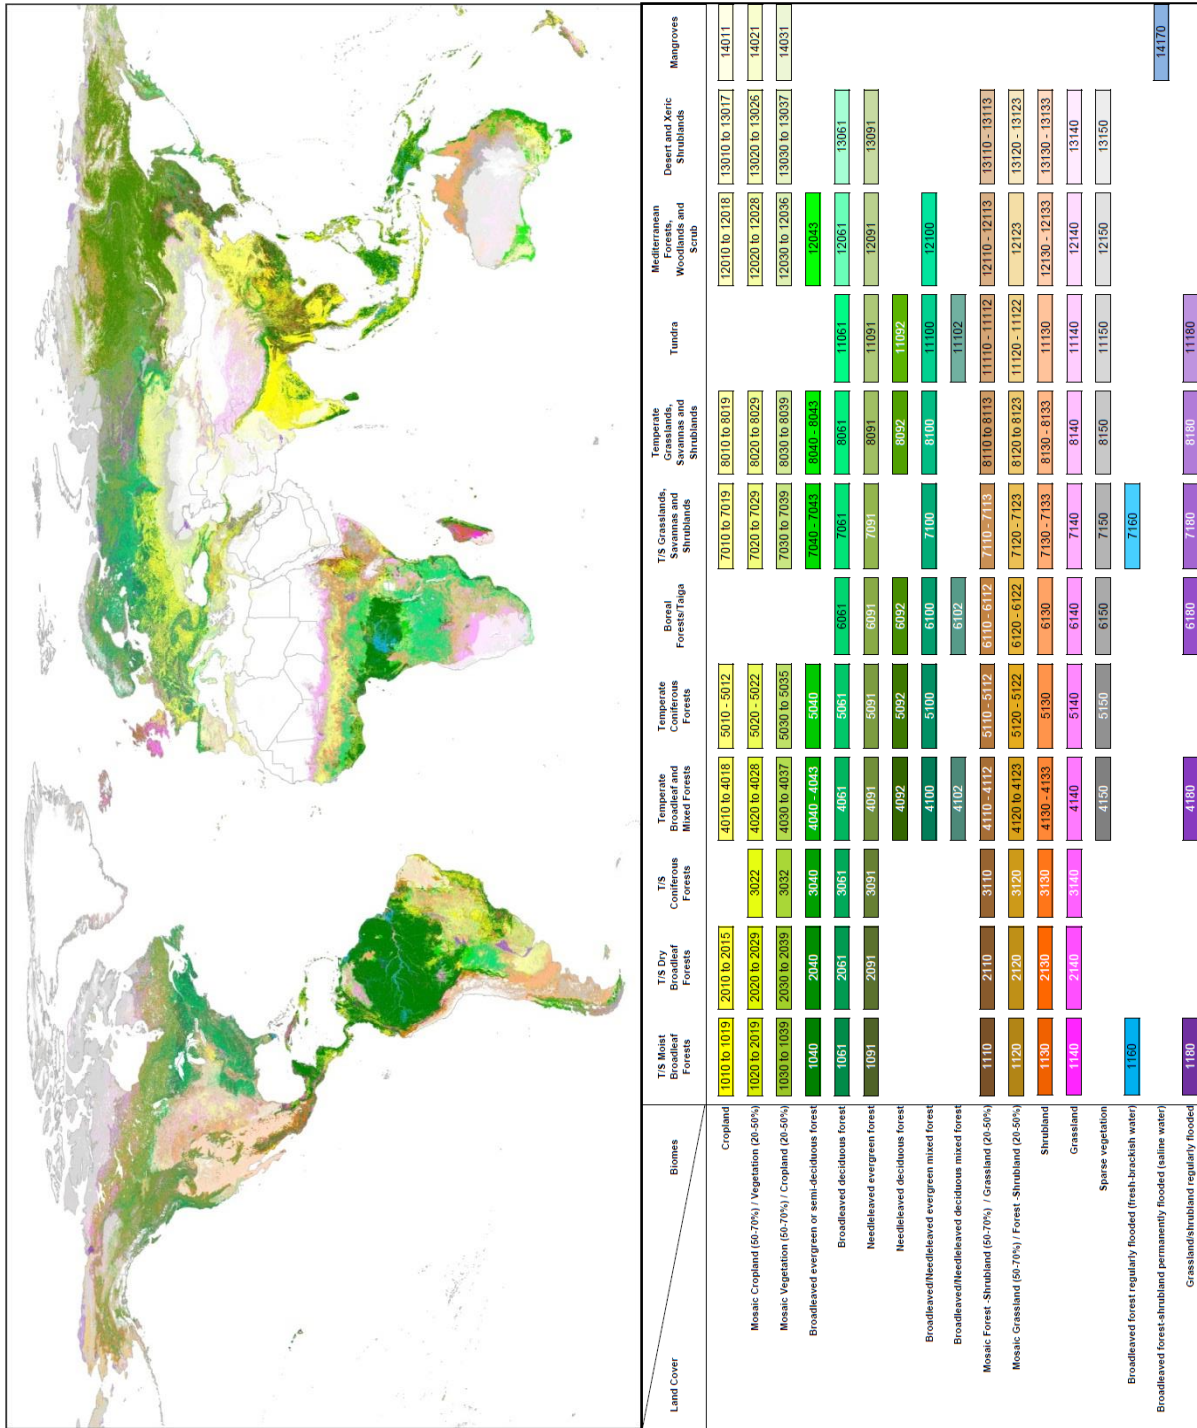 Land Cover
Biomes
T/S Moist
Broadleaf
Forests
T/S Dry
Broadleaf
Forests
T/S
Coniferous
Forests
Temperate
Broadleaf and
Mixed Forests
Temperate
Coniferous
Forests
Boreal
Forests/Taiga
T/S Grasslands,
Savannas and
Shrublands
Temperate
Grasslands,
Savannas and
Shrublands
Tundra
Mediterranean
Forests,
Woodlands and
Scrub
Desert and Xeric
Shrublands
Mangroves
Cropland 1010 to 1019 2010 to 2015 4010 to 4018 5010 - 5012 7010 to 7019 8010 to 8019 12010 to 12018 13010 to 13017 14011
Mosaic Cropland (50-70%) / Vegetation (20-50%) 1020 to 2019 2020 to 2029 3022 4020 to 4028 5020 - 5022 7020 to 7029 8020 to 8029 12020 to 12028 13020 to 13026 14021
Mosaic Vegetation (50-70%) / Cropland (20-50%) 1030 to 1039 2030 to 2039 3032 4030 to 4037 5030 to 5035 7030 to 7039 8030 to 8039 12030 to 12036 13030 to 13037 14031
Broadleaved evergreen or semi-deciduous forest 1040 2040 3040 4040 - 4043 5040 7040 - 7043 8040 - 8043 12043
Broadleaved deciduous forest 1061 2061 3061 4061 5061 6061 7061 8061 11061 12061 13061
Needleleaved evergreen forest 1091 2091 3091 4091 5091 6091 7091 8091 11091 12091 13091
Needleleaved deciduous forest 4092 5092 6092 8092 11092
Broadleaved/Needleleaved evergreen mixed forest 4100 5100 6100 7100 8100 11100 12100
Broadleaved/Needleleaved deciduous mixed forest 4102 6102 11102
Mosaic Forest -Shrubland (50-70%) / Grassland (20-50%) 1110 2110 3110 4110 - 4112 5110 - 5112 6110 - 6112 7110 - 7113 8110 to 8113 11110 - 11112 12110 - 12113 13110 - 13113
Mosaic Grassland (50-70%) / Forest -Shrubland (20-50%) 1120 2120 3120 4120 to 4123 5120 - 5122 6120 - 6122 7120 - 7123 8120 to 8123 11120 - 11122 12123 13120 - 13123
Shrubland 1130 2130 3130 4130 - 4133 5130 6130 7130 - 7133 8130 - 8133 11130 12130 - 12133 13130 - 13133
Grassland 1140 2140 3140 4140 5140 6140 7140 8140 11140 12140 13140
Sparse vegetation 4150 5150 6150 7150 8150 11150 12150 13150
Broadleaved forest regularly flooded (fresh-brackish water) 1160 7160
Broadleaved forest-shrubland permanently flooded (saline water) 14170
Grassland/shrubland regularly flooded 1180 4180 6180 7180 8180 11180